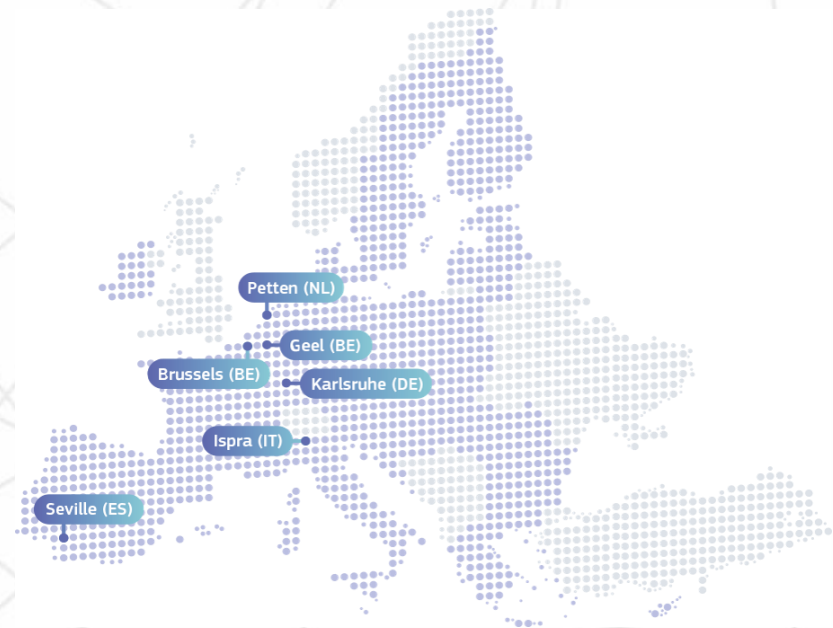 Petten (NL)
Geel (BE)
Brussels (BE)
Karlsruhe (DE)
Ispra (IT)
Seville (ES)